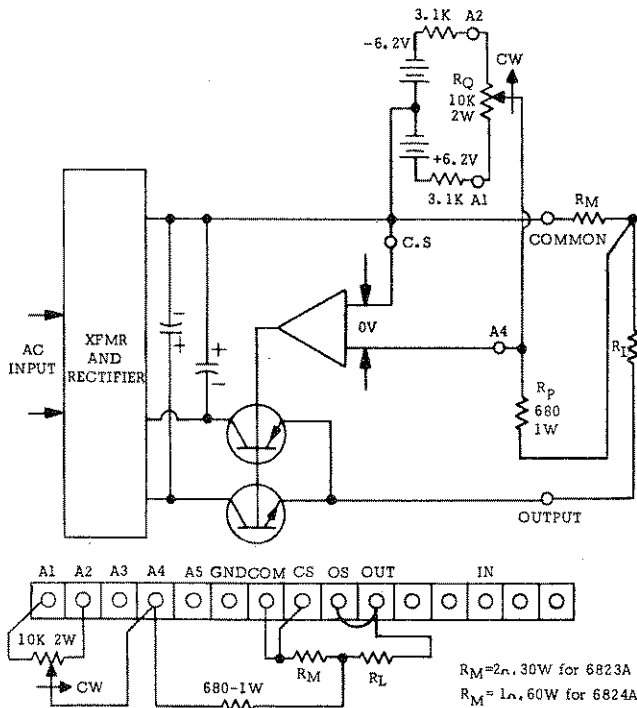 3.1K A2
-6.2V
CW
RQ
10K
2W
+6.2V
3.1K A1
RM
COMMON
C.S
0V
A4
RL
RP
680
1W
AC
INPUT
XFMR
AND
RECTIFIER
OUTPUT
A1 A2 A3 A4 A5 GND COM CS OS OUT IN
10K 2W
CW
680-1W
RM
RL
RM=2Ω, 30W for 6823A
RM= 1Ω, 60W for 6824A